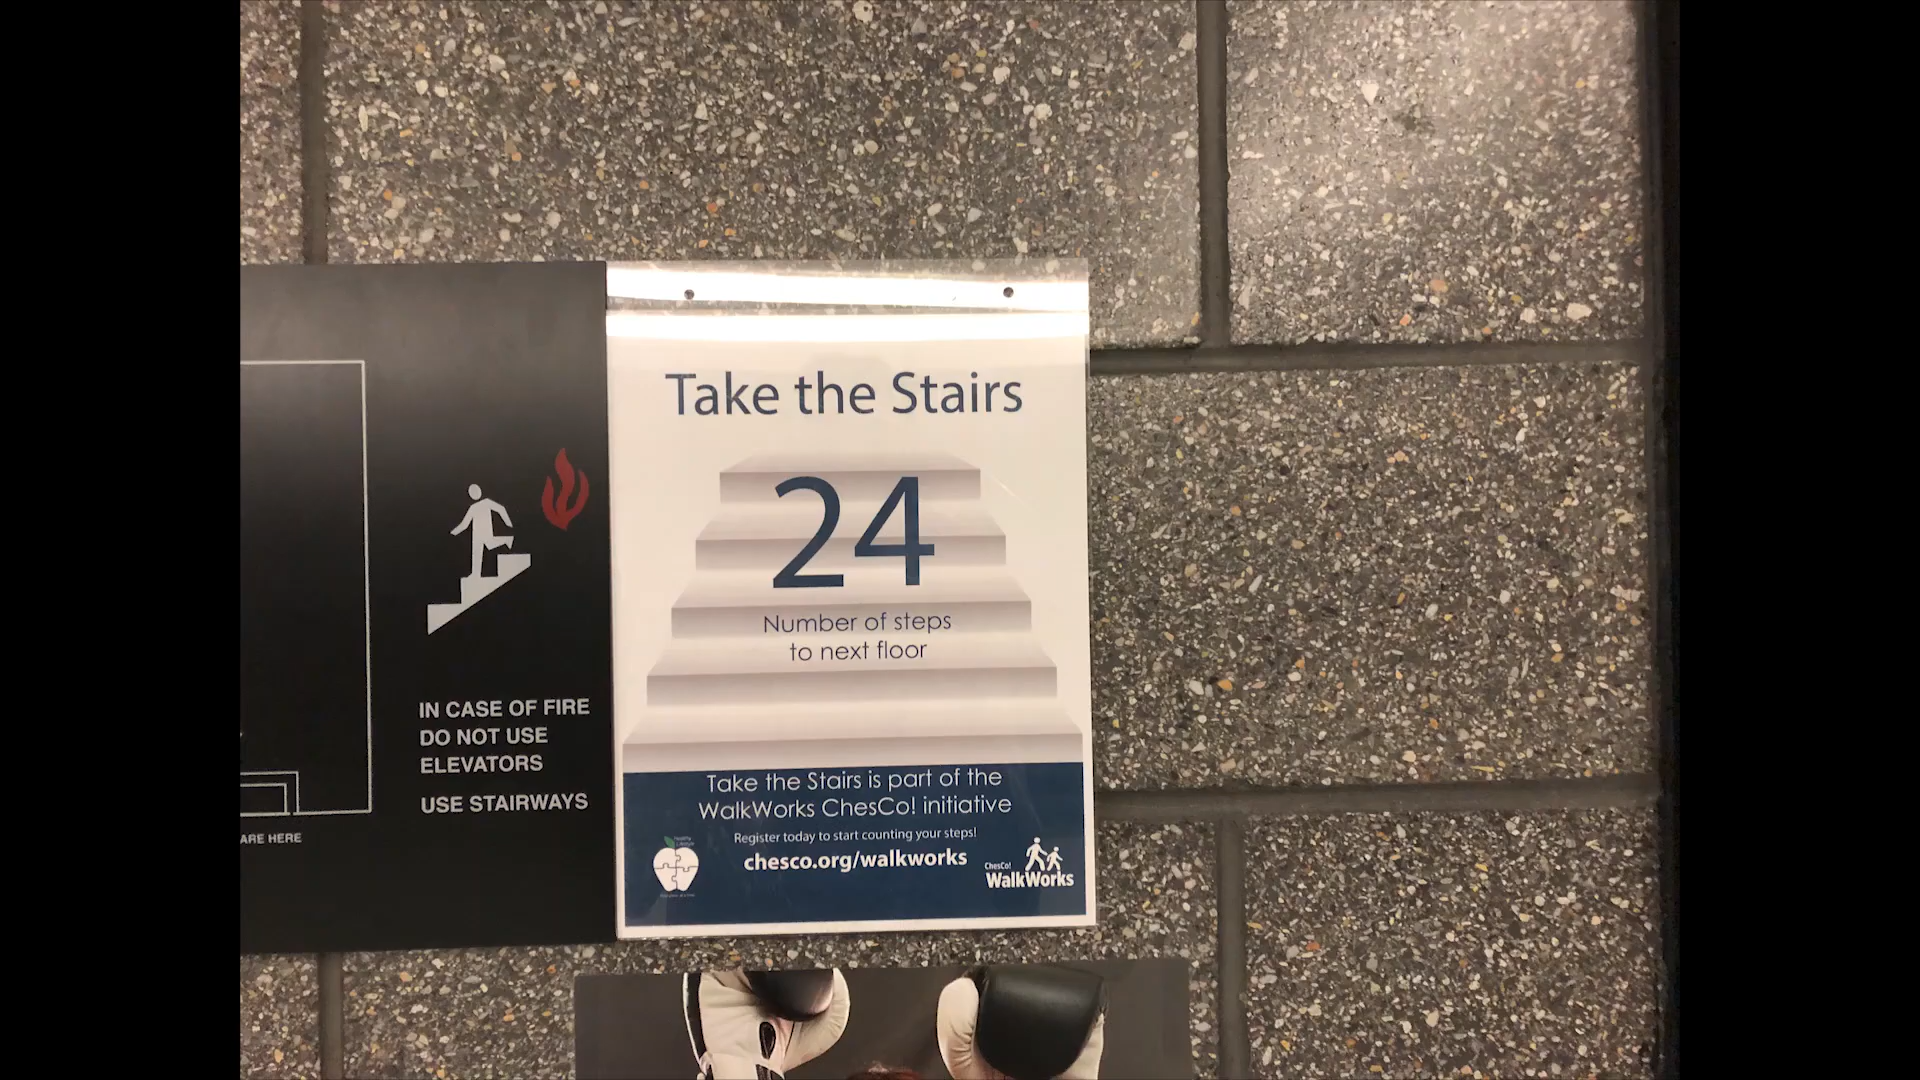 Take the Stairs
24
Number of steps
to next floor
Take the Stairs is part of the
WalkWorks ChesCo! initiative
Register today to start counting your steps!
chesco.org/walkworks
ChesCo!
WalkWorks
IN CASE OF FIRE
DO NOT USE
ELEVATORS
USE STAIRWAYS
ARE HERE